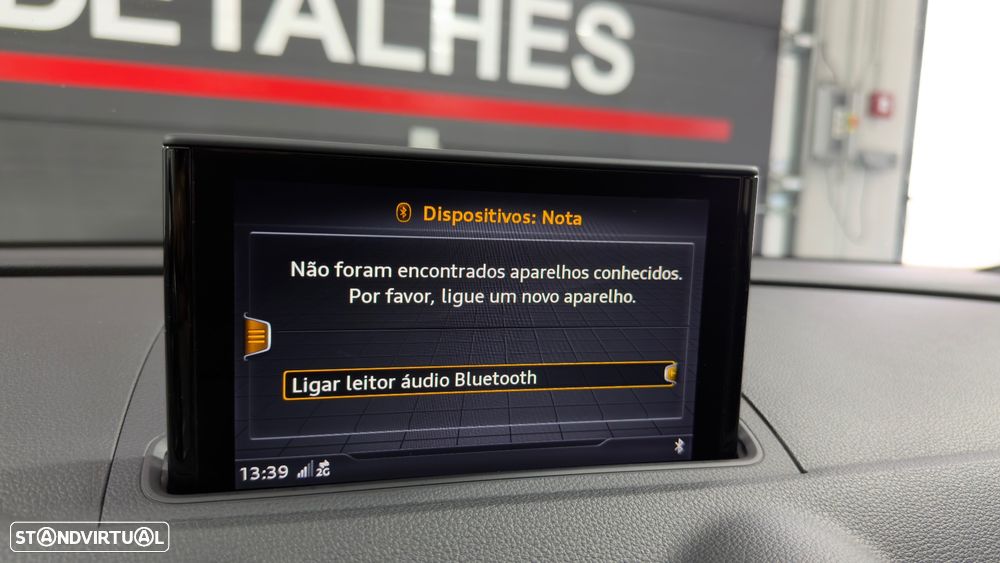 DETALHES
Dispositivos: Nota
Não foram encontrados aparelhos conhecidos.
Por favor, ligue um novo aparelho.
Ligar leitor áudio Bluetooth
13:39 2G
STANDVIRTUAL